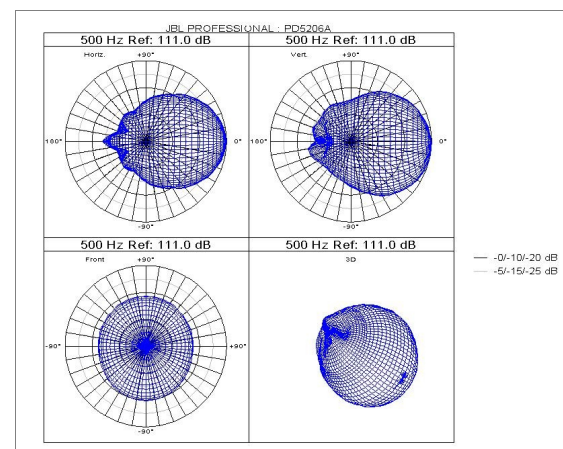 JBL PROFESSIONAL : PD5206A
500 Hz Ref: 111.0 dB
500 Hz Ref: 111.0 dB
Horiz.
+90°
Vert.
+90°
180°
0°
180°
0°
-90°
-90°
500 Hz Ref: 111.0 dB
500 Hz Ref: 111.0 dB
Front
+90°
3D
-0/-10/-20 dB
-5/-15/-25 dB
-90°
+90°
-90°